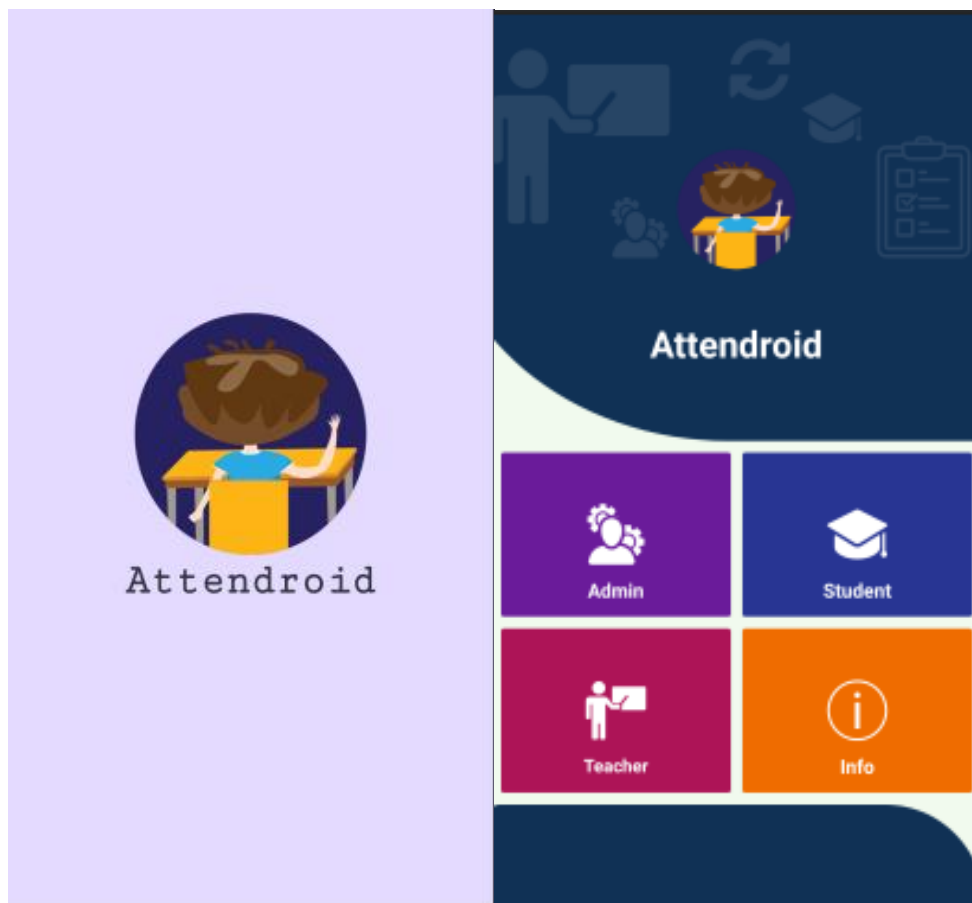 Attendroid
Attendroid
Admin
Student
Teacher
Info